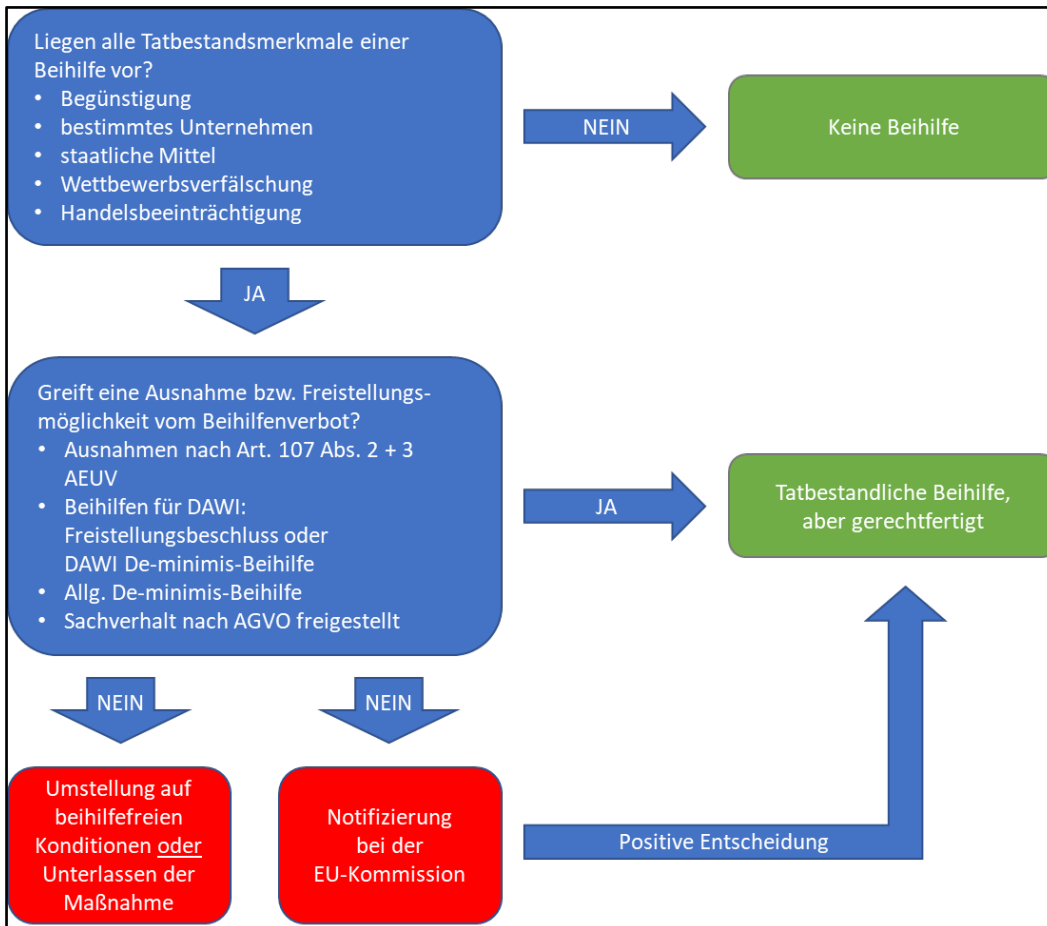 Liegen alle Tatbestandsmerkmale einer
Beihilfe vor?
• Begünstigung
• bestimmtes Unternehmen
• staatliche Mittel
• Wettbewerbsverfälschung
• Handelsbeeinträchtigung
NEIN
Keine Beihilfe
JA
Greift eine Ausnahme bzw. Freistellungs-
möglichkeit vom Beihilfenverbot?
• Ausnahmen nach Art. 107 Abs. 2 + 3
AEUV
• Beihilfen für DAWI:
Freistellungsbeschluss oder
DAWI De-minimis-Beihilfe
• Allg. De-minimis-Beihilfe
• Sachverhalt nach AGVO freigestellt
JA
Tatbestandliche Beihilfe,
aber gerechtfertigt
NEIN
NEIN
Umstellung auf
beihilfefreien
Konditionen oder
Unterlassen der
Maßnahme
Notifizierung
bei der
EU-Kommission
Positive Entscheidung